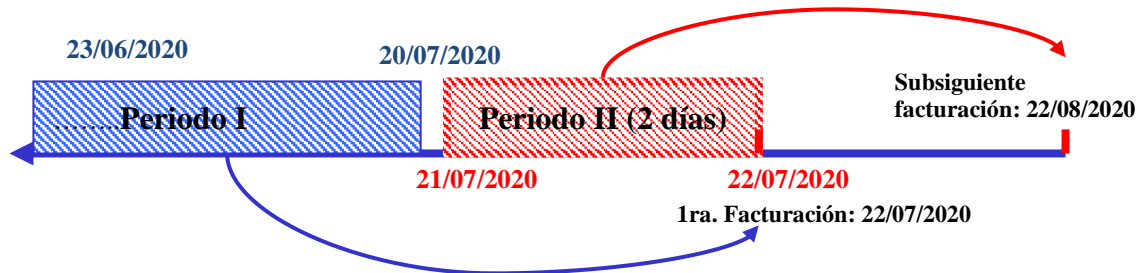 23/06/2020
20/07/2020
Subsiguiente
facturación: 22/08/2020
........Periodo I
Periodo II (2 días)
21/07/2020
22/07/2020
1ra. Facturación: 22/07/2020